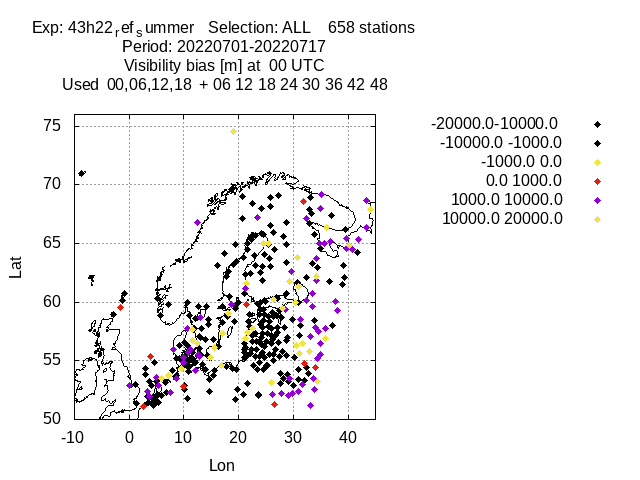 Exp: 43h22refsummer   Selection: ALL    658 stations
Period: 20220701-20220717
Visibility bias [m] at  00 UTC
Used  00,06,12,18  + 06 12 18 24 30 36 42 48
-20000.0-10000.0
-10000.0 -1000.0
-1000.0 0.0
0.0 1000.0
1000.0 10000.0
10000.0 20000.0
75
70
65
60
55
50
Lat
-10 0 10 20 30 40
Lon